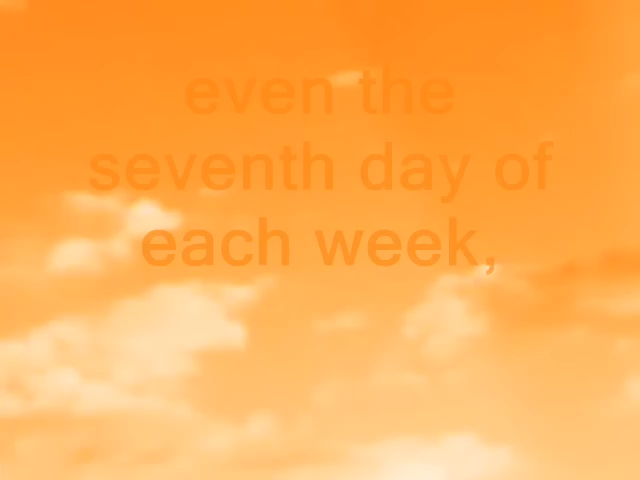 even the
seventh day of
each week,